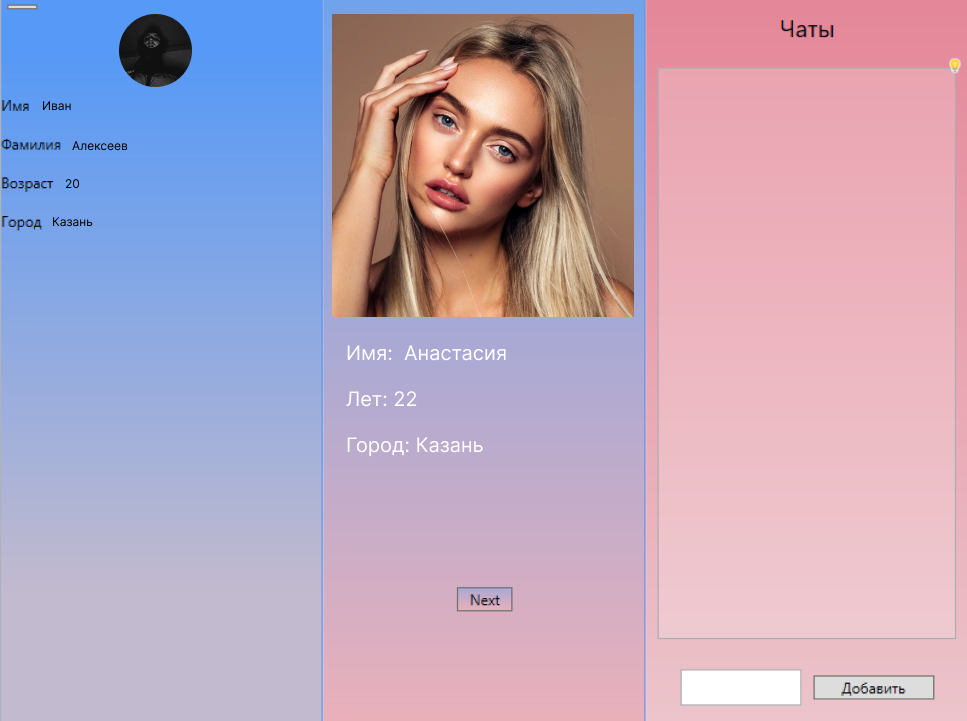 Имя Иван
Фамилия Алексеев
Возраст 20
Город Казань
Имя: Анастасия
Лет: 22
Город: Казань
Next
Чаты
Добавить